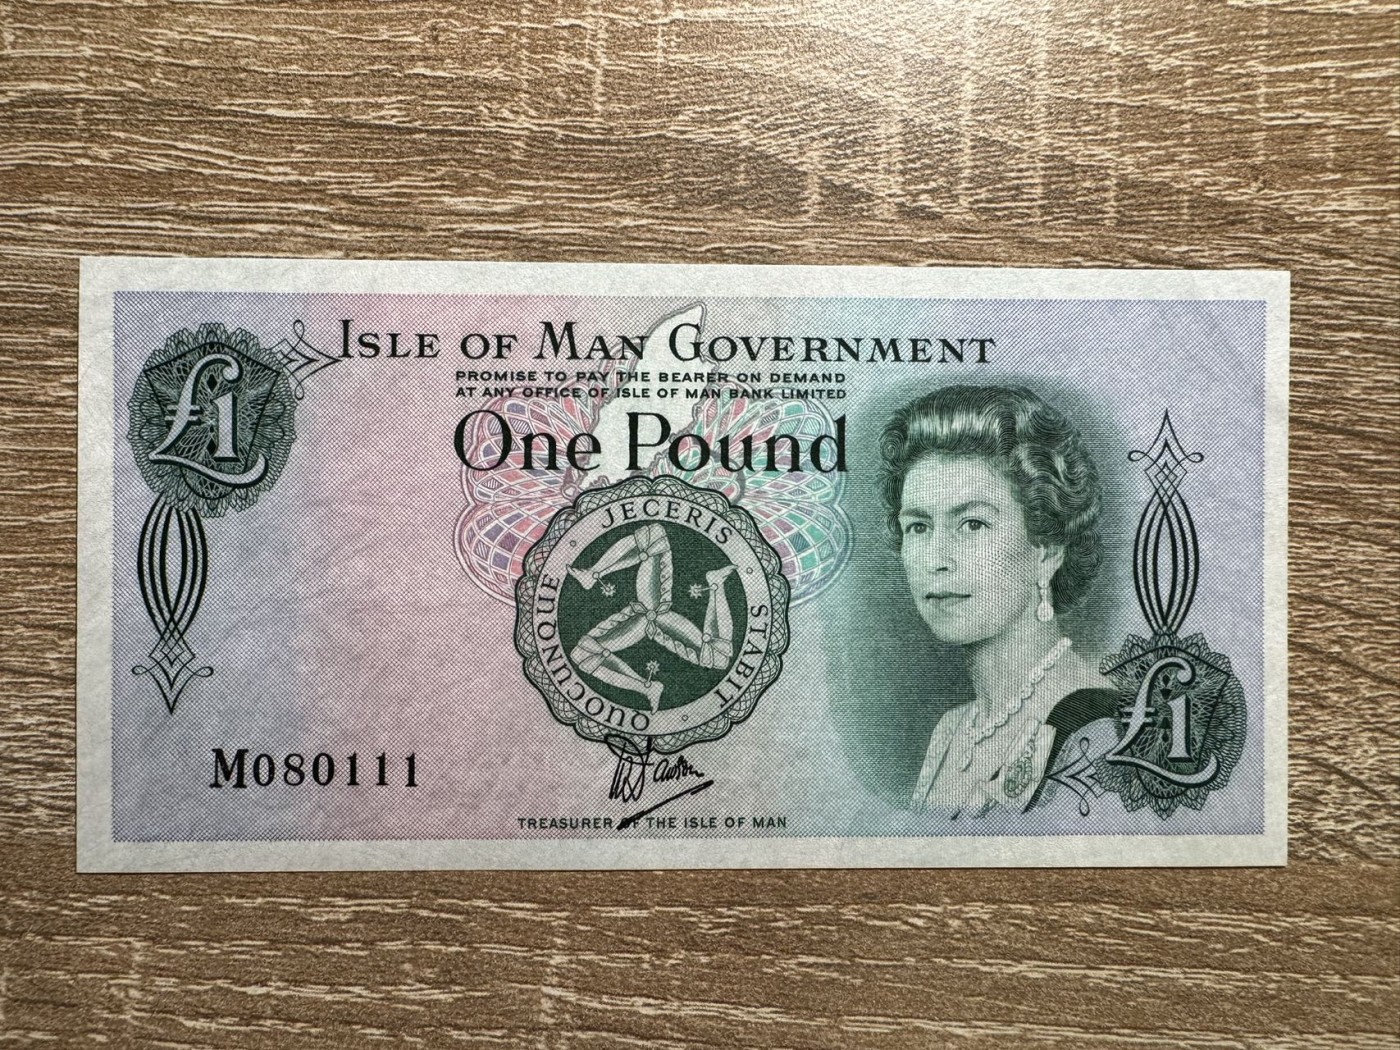 £1
ISLE OF MAN GOVERNMENT
PROMISE TO PAY THE BEARER ON DEMAND
AT ANY OFFICE OF ISLE OF MAN BANK LIMITED
One Pound
QUOCUNQUE · JECERIS · STABIT ·
£1
M080111
W Dawson
TREASURER OF THE ISLE OF MAN